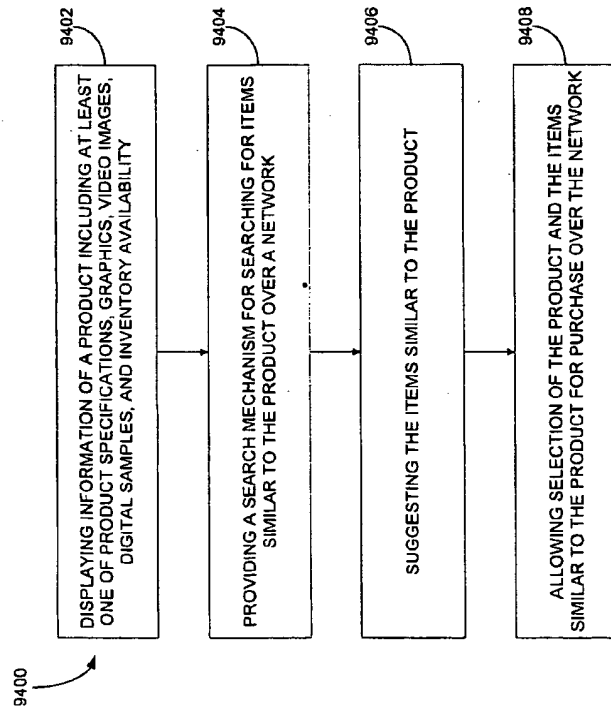 9400
9402
DISPLAYING INFORMATION OF A PRODUCT INCLUDING AT LEAST
ONE OF PRODUCT SPECIFICATIONS, GRAPHICS, VIDEO IMAGES,
DIGITAL SAMPLES, AND INVENTORY AVAILABILITY
9404
PROVIDING A SEARCH MECHANISM FOR SEARCHING FOR ITEMS
SIMILAR TO THE PRODUCT OVER A NETWORK
9406
SUGGESTING THE ITEMS SIMILAR TO THE PRODUCT
9408
ALLOWING SELECTION OF THE PRODUCT AND THE ITEMS
SIMILAR TO THE PRODUCT FOR PURCHASE OVER THE NETWORK